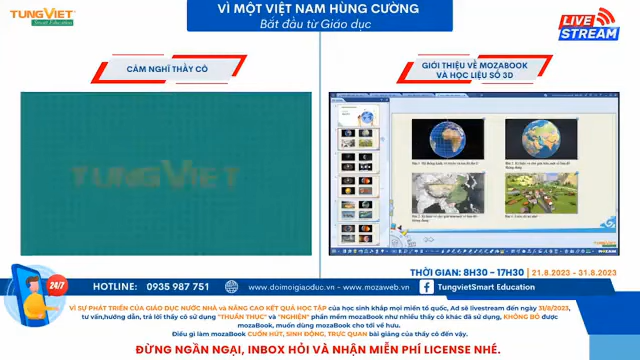 TUNGVIET
Smart Education
VÌ MỘT VIỆT NAM HÙNG CƯỜNG
Bắt đầu từ Giáo dục
LIVE
STREAM
CẢM NGHĨ THẦY CÔ
GIỚI THIỆU VỀ MOZABOOK
VÀ HỌC LIỆU SỐ 3D
TUNGVIET
THỜI GIAN: 8H30 - 17H30 | 21.8.2023 - 31.8.2023
24/7
HOTLINE: 0935 987 751
www.doimoigiaoduc.vn - www.mozaweb.vn
TungvietSmart Education
VÌ SỰ PHÁT TRIỂN CỦA GIÁO DỤC NƯỚC NHÀ và NÂNG CAO KẾT QUẢ HỌC TẬP của học sinh khắp mọi miền tổ quốc, Ad sẽ livestream đến ngày 31/8/2023,
tư vấn,hướng dẫn, trả lời thầy cô sử dụng "THUẦN THỤC" và "NGHIỆN" phần mềm mozaBook như nhiều thầy cô khác đã sử dụng, KHÔNG BỎ được
mozaBook, muốn dùng mozaBook cho tới về hưu.
Điều gì làm mozaBook CUỐN HÚT, SINH ĐỘNG, TRỰC QUAN bài giảng của thầy cô đến vậy.
ĐỪNG NGẦN NGẠI, INBOX HỎI VÀ NHẬN MIỄN PHÍ LICENSE NHÉ.